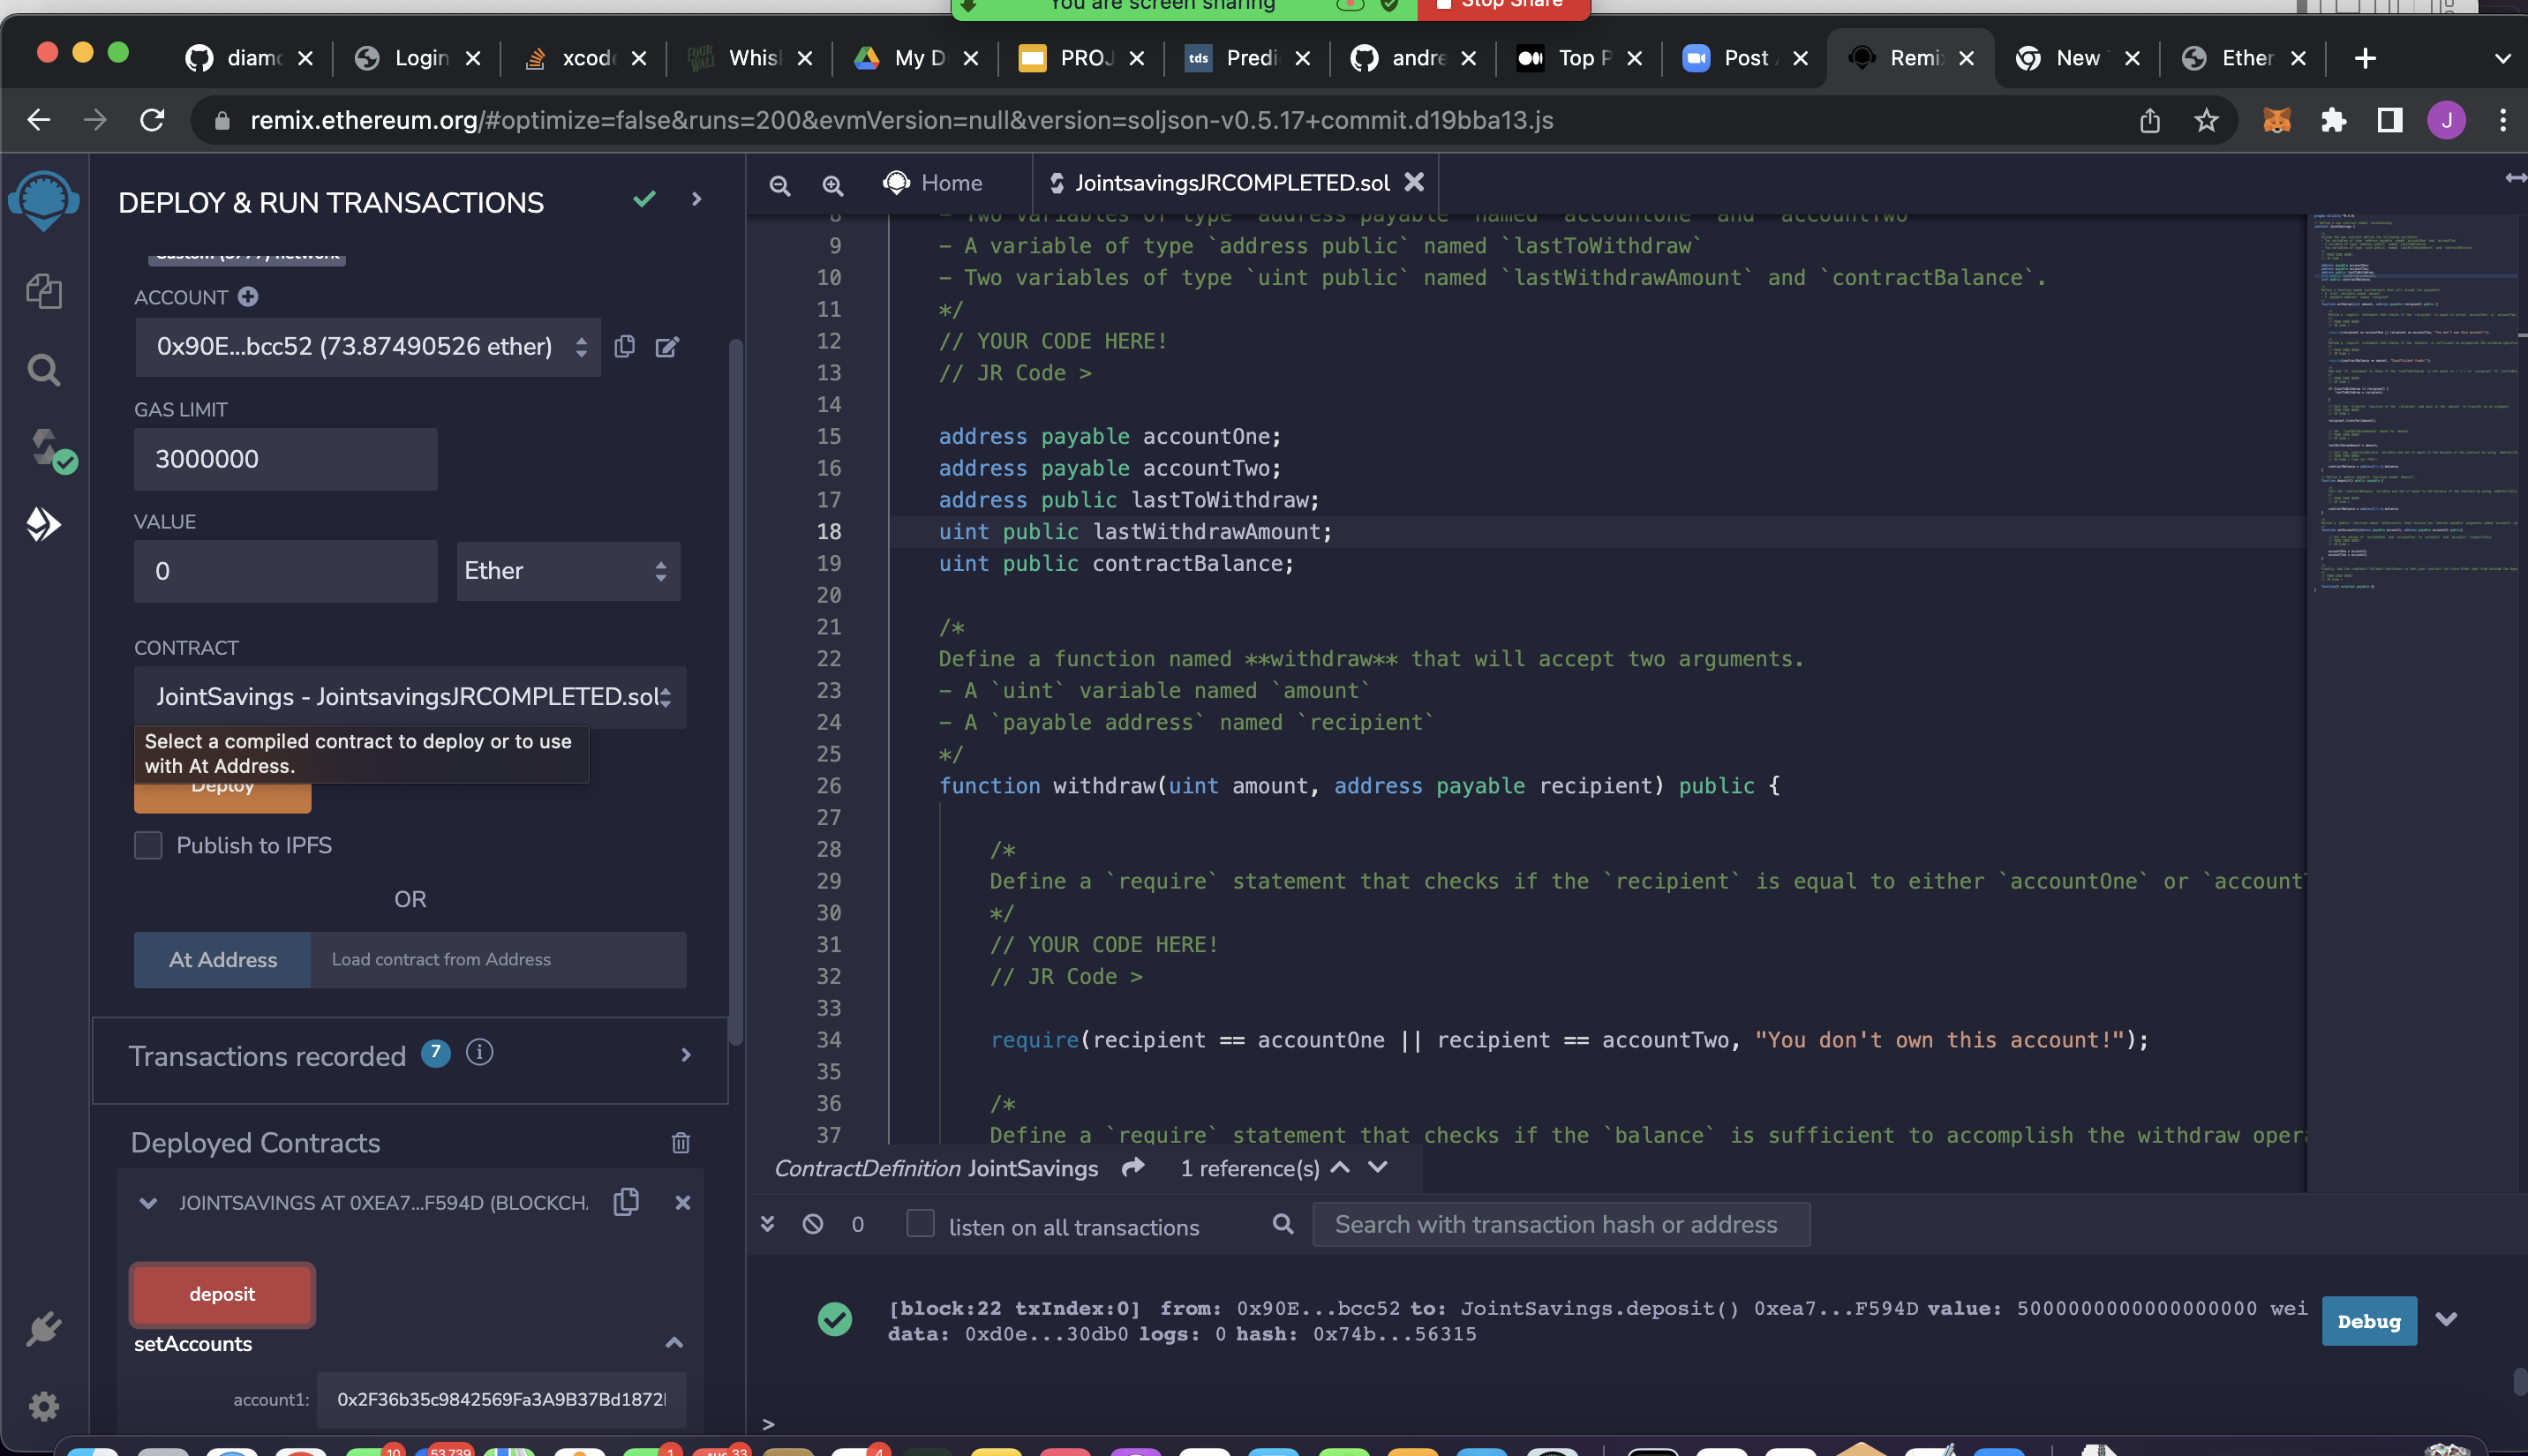 You are screen sharing
Stop Share
diamo
Login
xcode
Whis
My D
PROJ
Predi
andre
Top P
Post
Remi
New
Ether
remix.ethereum.org/#optimize=false&runs=200&evmVersion=null&version=soljson-v0.5.17+commit.d19bba13.js
J
DEPLOY & RUN TRANSACTIONS
Custom (5777) network
ACCOUNT
0x90E...bcc52 (73.87490526 ether)
GAS LIMIT
3000000
VALUE
0
Ether
CONTRACT
JointSavings - JointsavingsJRCOMPLETED.sol
Select a compiled contract to deploy or to use
with At Address.
Deploy
Publish to IPFS
OR
At Address
Load contract from Address
Transactions recorded 7
Deployed Contracts
JOINTSAVINGS AT 0XEA7...F594D (BLOCKCH
deposit
setAccounts
account1:
0x2F36b35c9842569Fa3A9B37Bd1872
Home
JointsavingsJRCOMPLETED.sol
8 - Two variables of type `address payable` named `accountOne` and `accountTwo`
9 - A variable of type `address public` named `lastToWithdraw`
10 - Two variables of type `uint public` named `lastWithdrawAmount` and `contractBalance`.
11 */
12 // YOUR CODE HERE!
13 // JR Code >
14
15 address payable accountOne;
16 address payable accountTwo;
17 address public lastToWithdraw;
18 uint public lastWithdrawAmount;
19 uint public contractBalance;
20
21 /*
22 Define a function named **withdraw** that will accept two arguments.
23 - A `uint` variable named `amount`
24 - A `payable address` named `recipient`
25 */
26 function withdraw(uint amount, address payable recipient) public {
27
28 /*
29 Define a `require` statement that checks if the `recipient` is equal to either `accountOne` or `account
30 */
31 // YOUR CODE HERE!
32 // JR Code >
33
34 require(recipient == accountOne || recipient == accountTwo, "You don't own this account!");
35
36 /*
37 Define a `require` statement that checks if the `balance` is sufficient to accomplish the withdraw oper
ContractDefinition JointSavings 1 reference(s)
0
listen on all transactions
Search with transaction hash or address
[block:22 txIndex:0] from: 0x90E...bcc52 to: JointSavings.deposit() 0xea7...F594D value: 5000000000000000000 wei
data: 0xd0e...30db0 logs: 0 hash: 0x74b...56315
Debug
>
10
53,739
1
33
4